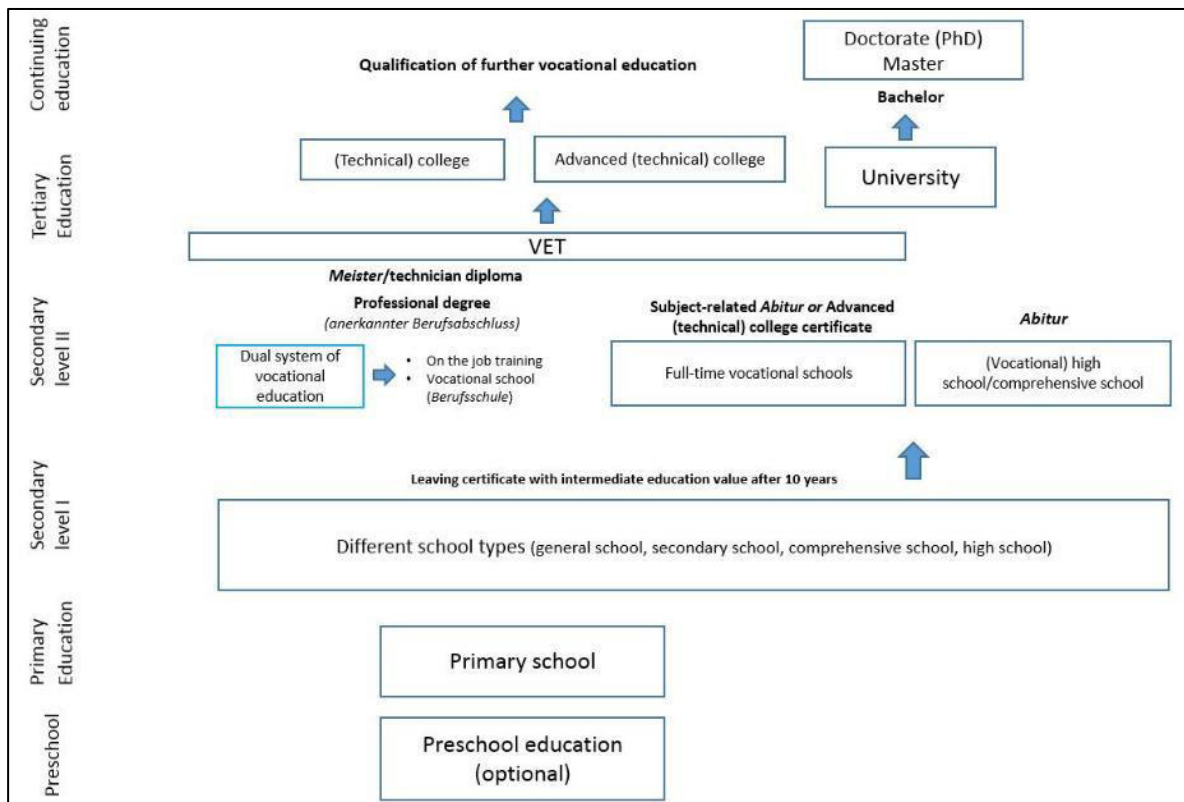 Continuing
education
Doctorate (PhD)
Master
Qualification of further vocational education
Bachelor
Tertiary
Education
(Technical) college
Advanced (technical) college
University
VET
Secondary
level II
Meister/technician diploma
Professional degree
(anerkannter Berufsabschluss)
Subject-related Abitur or Advanced
(technical) college certificate
Abitur
Dual system of
vocational
education
• On the job training
• Vocational school
(Berufsschule)
Full-time vocational schools
(Vocational) high
school/comprehensive school
Secondary
level I
Leaving certificate with intermediate education value after 10 years
Different school types (general school, secondary school, comprehensive school, high school)
Primary
Education
Primary school
Preschool
Preschool education
(optional)